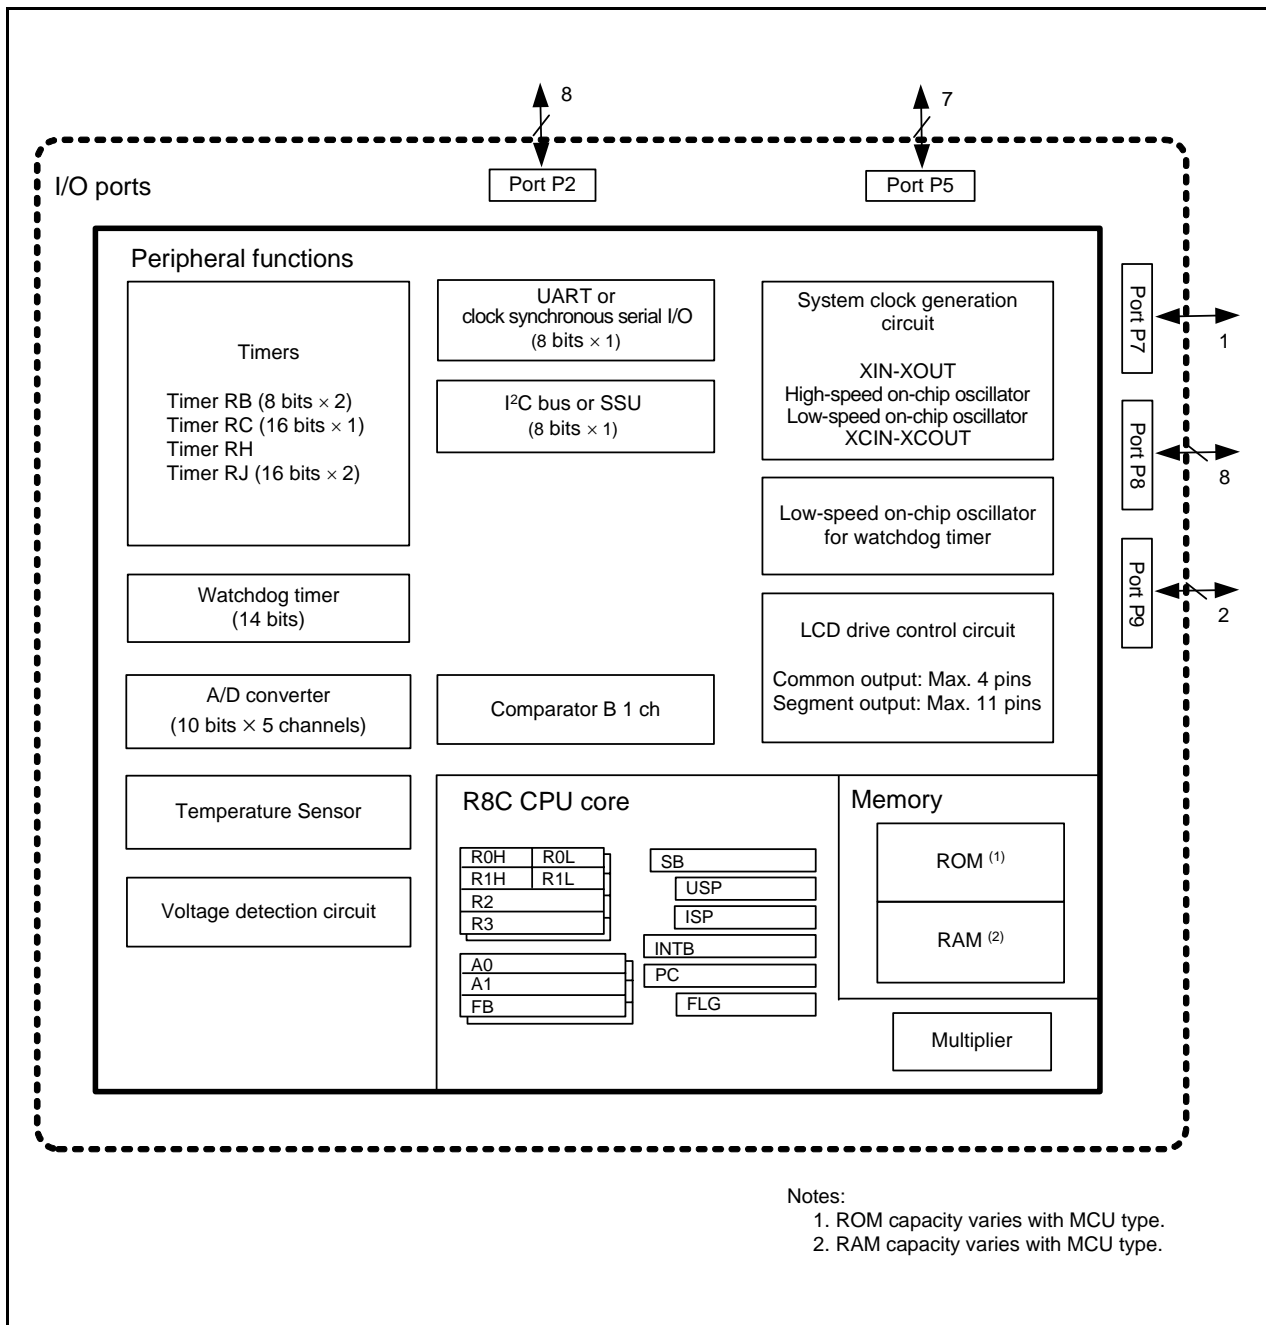 8
7
I/O ports
Port P2
Port P5
Peripheral functions
Timers
Timer RB (8 bits × 2)
Timer RC (16 bits × 1)
Timer RH
Timer RJ (16 bits × 2)
UART or
clock synchronous serial I/O
(8 bits × 1)
I²C bus or SSU
(8 bits × 1)
System clock generation
circuit
XIN-XOUT
High-speed on-chip oscillator
Low-speed on-chip oscillator
XCIN-XCOUT
Port P7
1
Port P8
8
Port P9
2
Low-speed on-chip oscillator
for watchdog timer
Watchdog timer
(14 bits)
LCD drive control circuit
Common output: Max. 4 pins
Segment output: Max. 11 pins
A/D converter
(10 bits × 5 channels)
Comparator B 1 ch
Temperature Sensor
Voltage detection circuit
R8C CPU core
R0H R0L
R1H R1L
R2
R3
A0
A1
FB
SB
USP
ISP
INTB
PC
FLG
Memory
ROM (1)
RAM (2)
Multiplier
Notes:
1. ROM capacity varies with MCU type.
2. RAM capacity varies with MCU type.